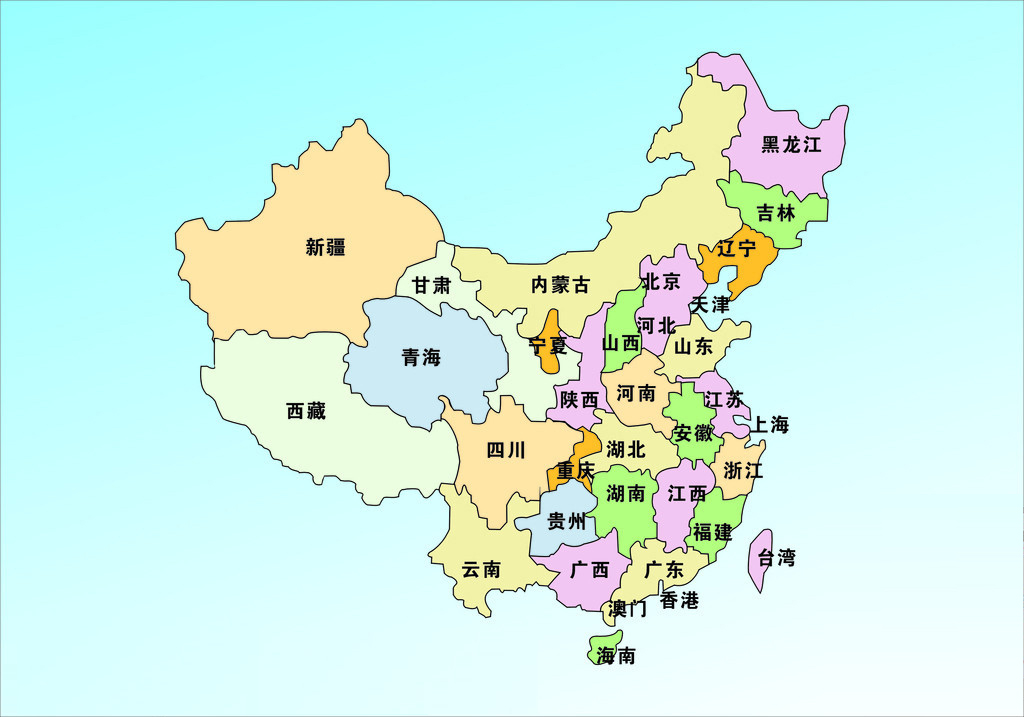 黑龙江
吉林
辽宁
新疆
内蒙古
甘肃
北京
天津
河北
山西
宁夏
山东
青海
河南
陕西
江苏
西藏
上海
安徽
四川
湖北
重庆
浙江
湖南
江西
贵州
福建
台湾
云南
广西
广东
香港
澳门
海南